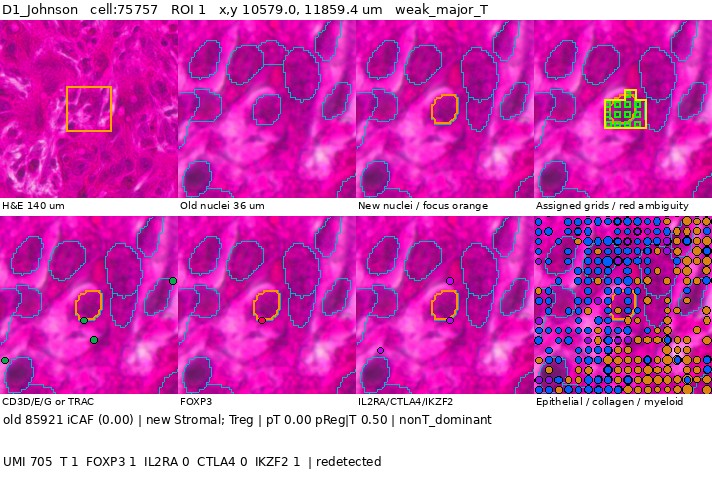 D1_Johnson cell:75757 ROI 1 x,y 10579.0, 11859.4 um weak_major_T
H&E 140 um
Old nuclei 36 um
New nuclei / focus orange
Assigned grids / red ambiguity
CD3D/E/G or TRAC
FOXP3
IL2RA/CTLA4/IKZF2
Epithelial / collagen / myeloid
old 85921 iCAF (0.00) | new Stromal; Treg | pT 0.00 pReg|T 0.50 | nonT_dominant
UMI 705 T 1 FOXP3 1 IL2RA 0 CTLA4 0 IKZF2 1 | redetected